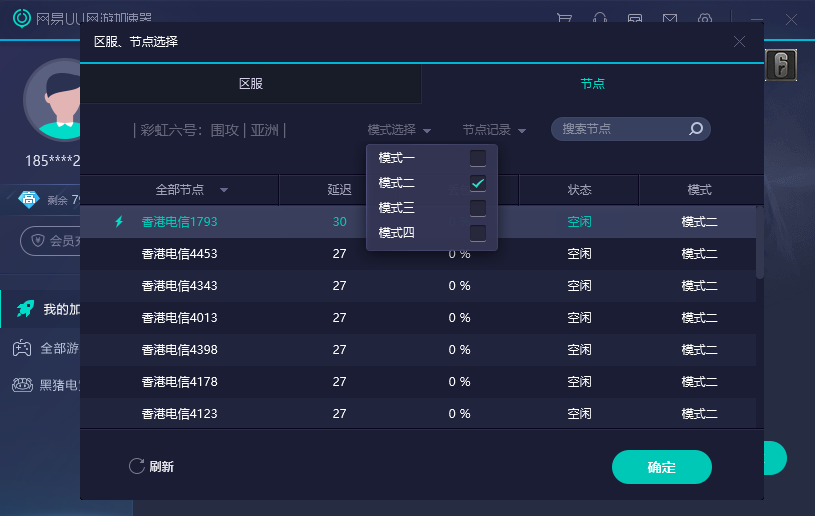 网易UU网游加速器
区服、节点选择
区服
节点
| 彩虹六号：围攻 | 亚洲 |
模式选择
节点记录
搜索节点
模式一
模式二
模式三
模式四
185****2
剩余 79
会员充
我的加
全部游
黑猪电竞
全部节点 延迟 状态 模式
香港电信1793 30 空闲 模式二
香港电信4453 27 0 % 空闲 模式二
香港电信4343 27 0 % 空闲 模式二
香港电信4013 27 0 % 空闲 模式二
香港电信4398 27 0 % 空闲 模式二
香港电信4178 27 0 % 空闲 模式二
香港电信4123 27 0 % 空闲 模式二
刷新
确定